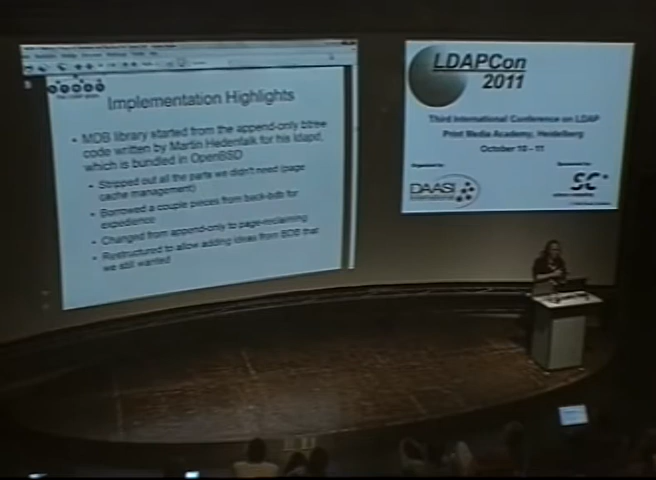 Implementation Highlights
• MDB library started from the append-only btree
code written by Martin Hedenfalk for his ldapd,
which is bundled in OpenBSD
• Stripped out all the parts we didn't need (page
cache management)
• Borrowed a couple pieces from back-bdb for
expedience
• Changed from append-only to page-reclaiming
• Restructured to allow adding ideas from BDB that
we still wanted
LDAPCon
2011
Third International Conference on LDAP
Print Media Academy, Heidelberg
October 10 - 11
Organized by:
Sponsored by:
DAASI
International